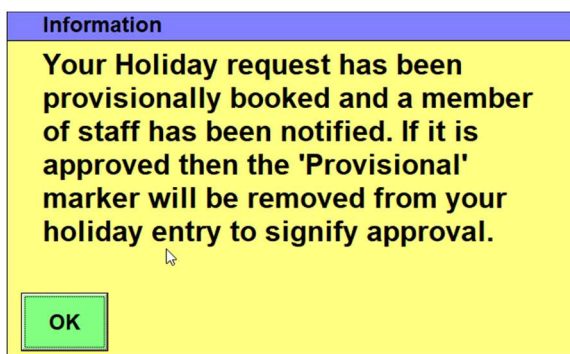 Information
Your Holiday request has been
provisionally booked and a member
of staff has been notified. If it is
approved then the 'Provisional'
marker will be removed from your
holiday entry to signify approval.
OK